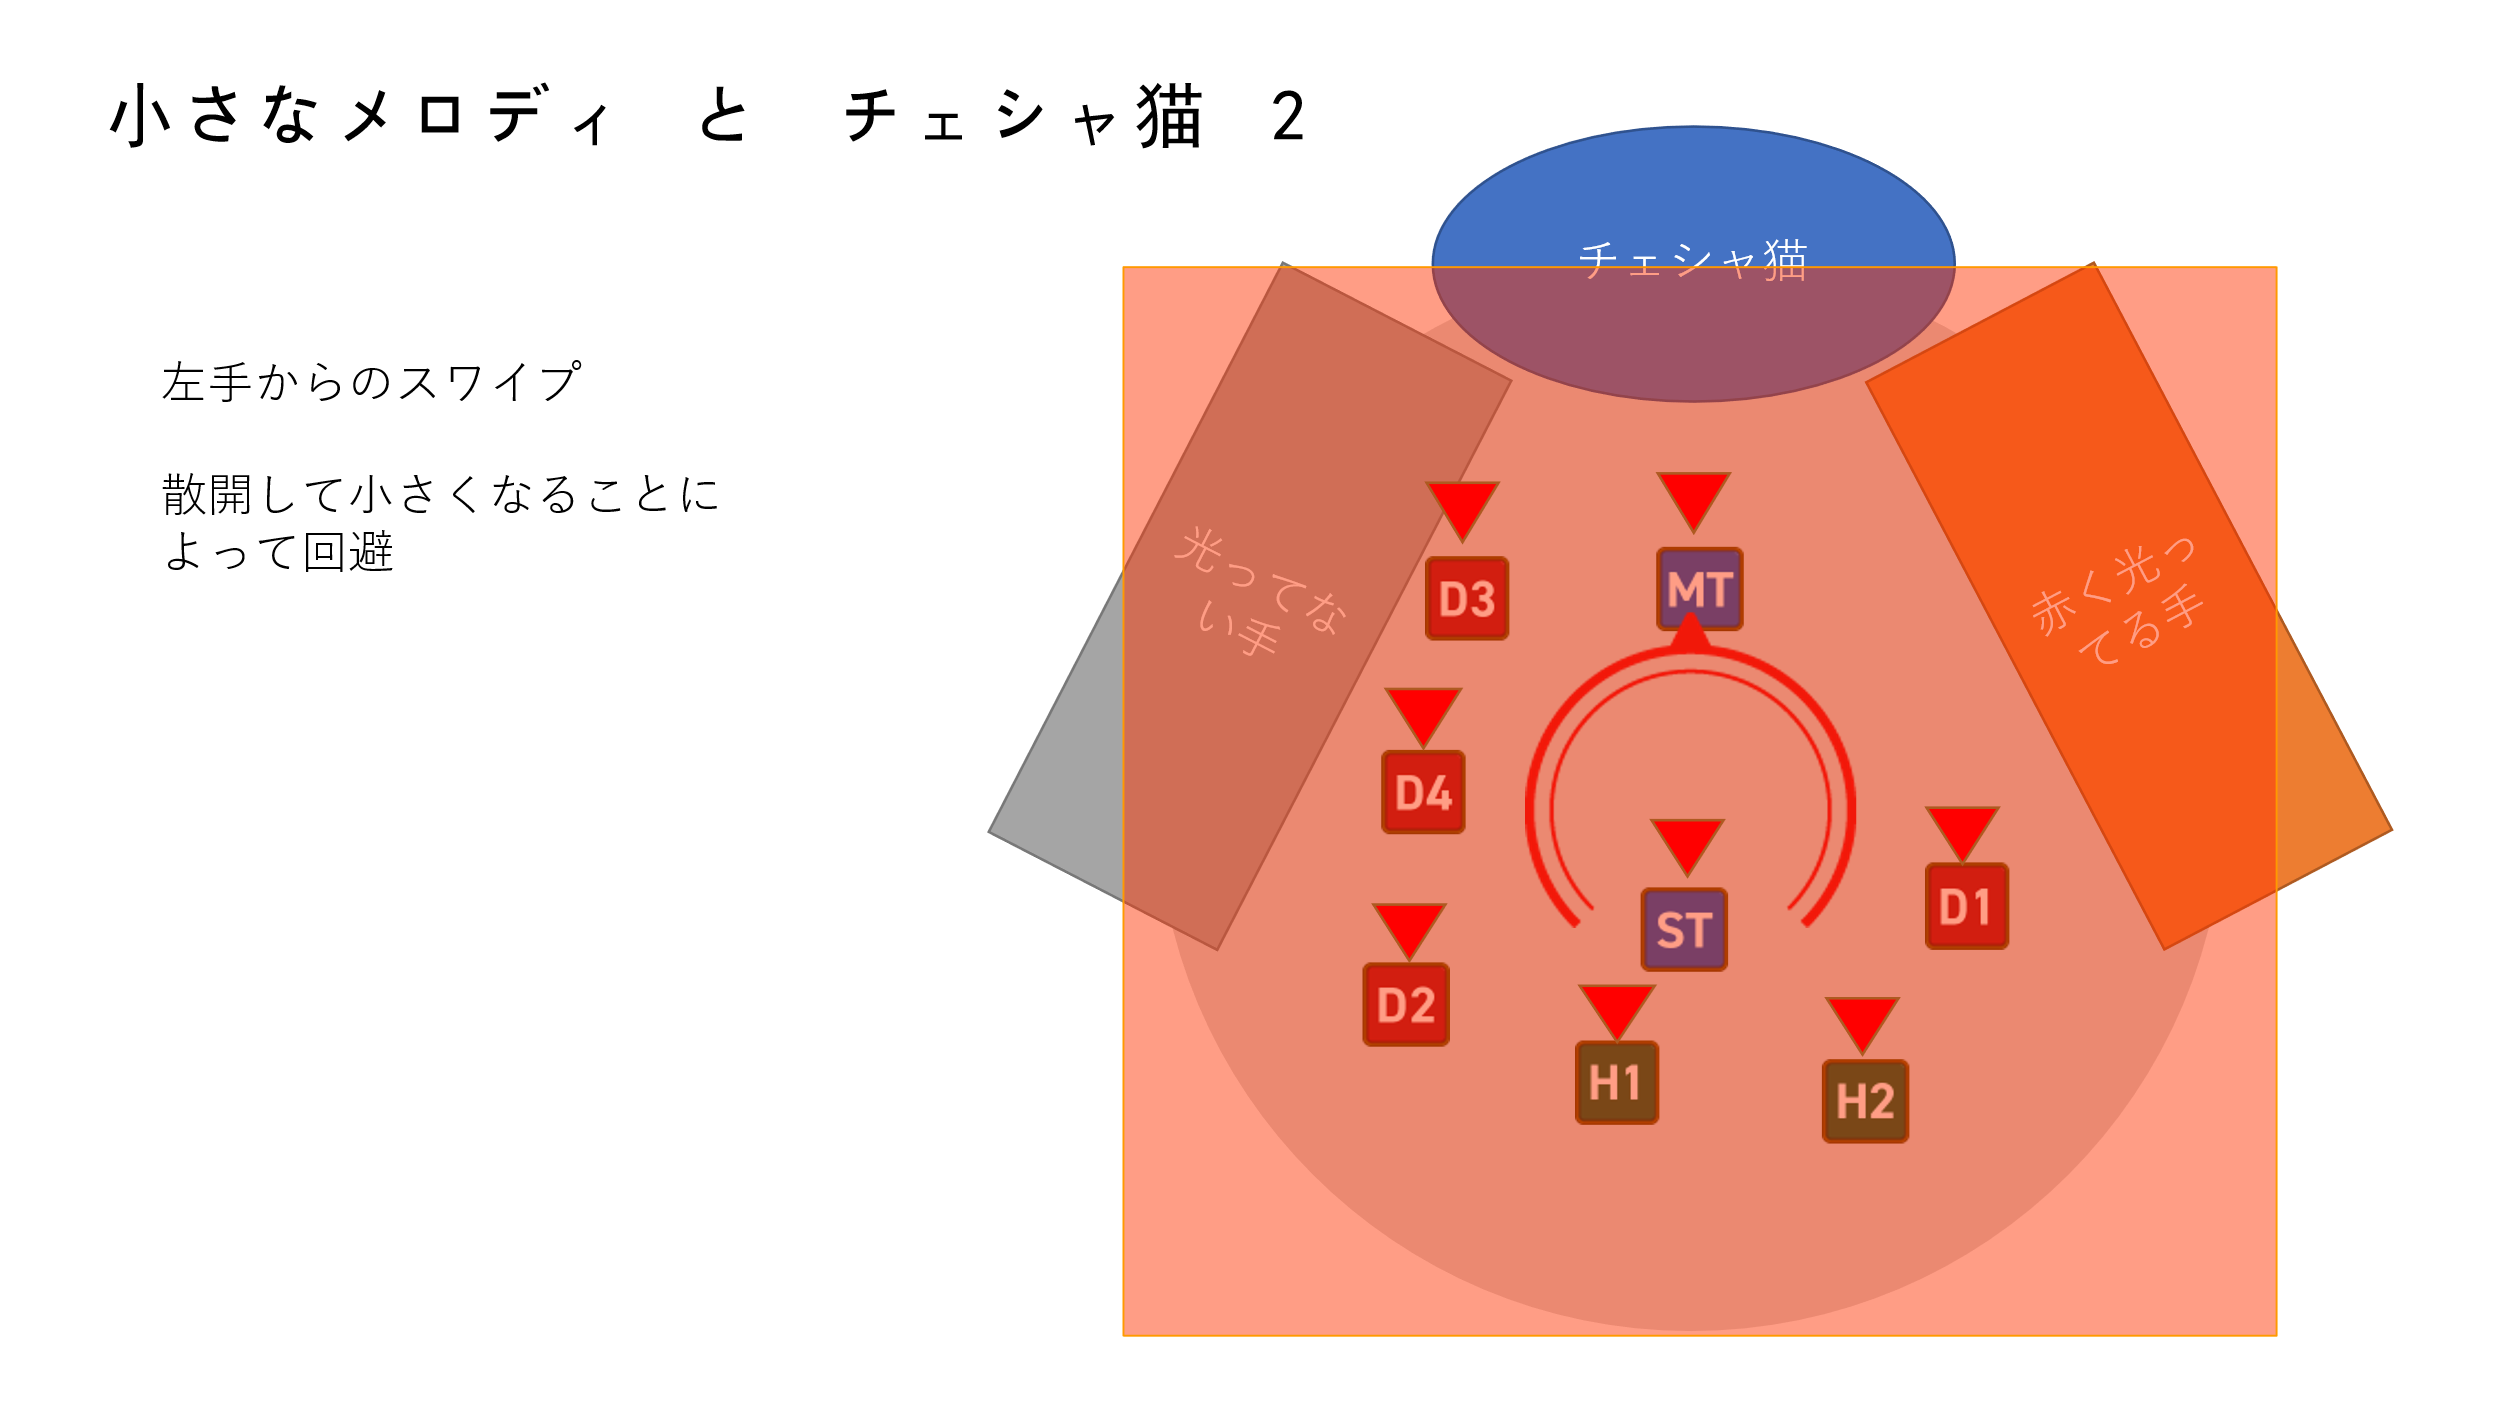 小さなメロディ と チェシャ猫 2
チェシャ猫
左手からのスワイプ
散開して小さくなることに
よって回避
光ってな
い手
赤く光っ
てる手
D3
MT
D4
ST
D1
D2
H1
H2